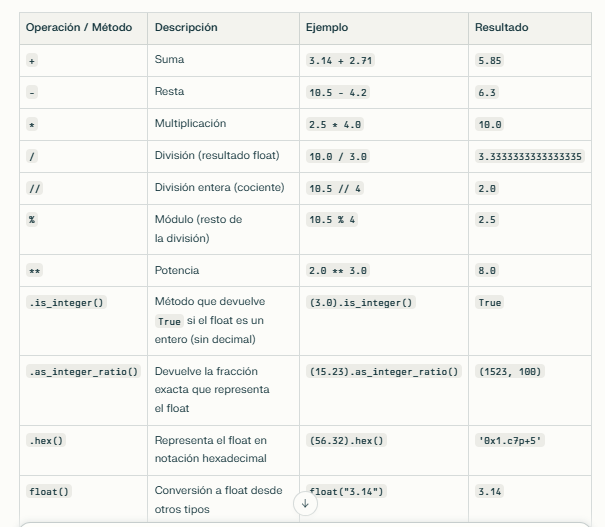 Operación / Método Descripción Ejemplo Resultado
+ Suma 3.14 + 2.71 5.85
- Resta 10.5 - 4.2 6.3
* Multiplicación 2.5 * 4.0 10.0
/ División (resultado float) 10.0 / 3.0 3.3333333333333335
// División entera (cociente) 10.5 // 4 2.0
% Módulo (resto de 10.5 % 4 2.5
la división)
** Potencia 2.0 ** 3.0 8.0
.is_integer() Método que devuelve (3.0).is_integer() True
True si el float es un
entero (sin decimal)
.as_integer_ratio() Devuelve la fracción (15.23).as_integer_ratio() (1523, 100)
exacta que representa
el float
.hex() Representa el float en (56.32).hex() '0x1.c7p+5'
notación hexadecimal
float() Conversión a float desde float("3.14") 3.14
otros tipos